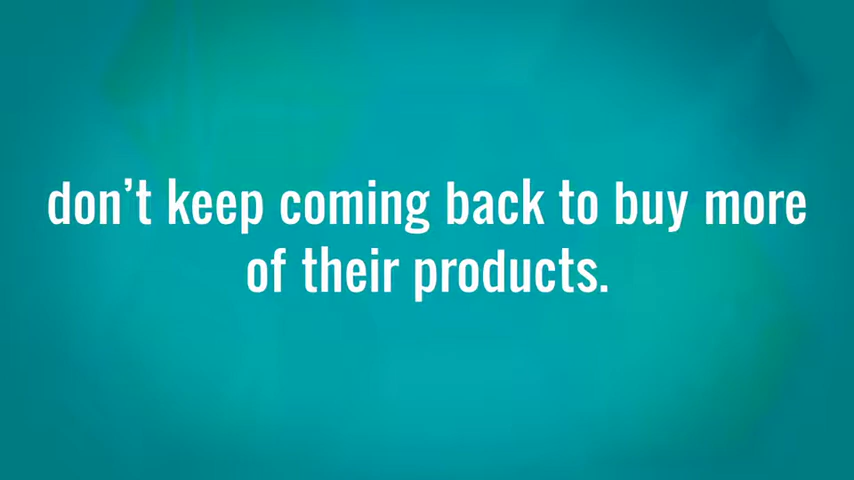 don’t keep coming back to buy more
of their products.